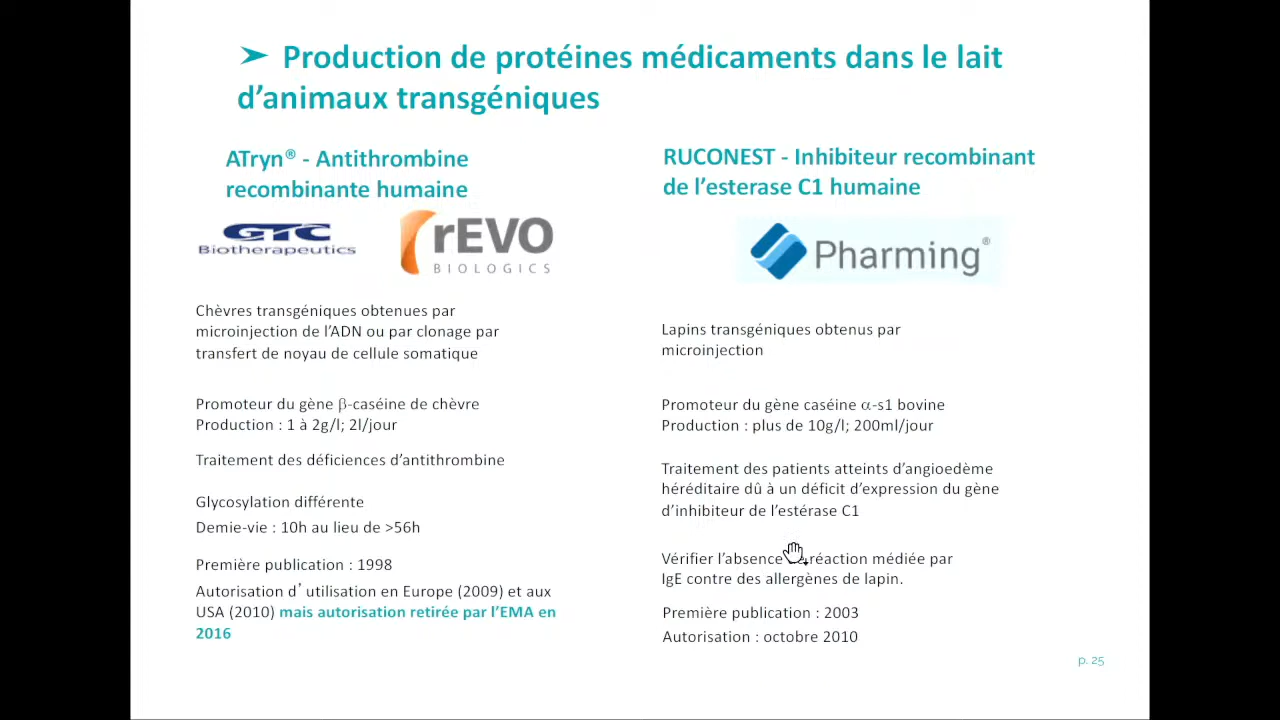 ➤ Production de protéines médicaments dans le lait
d’animaux transgéniques
ATryn® - Antithrombine
recombinante humaine
GTC
Biotherapeutics
rEVO
BIOLOGICS
Chèvres transgéniques obtenues par
microinjection de l’ADN ou par clonage par
transfert de noyau de cellule somatique
Promoteur du gène β-caséine de chèvre
Production : 1 à 2g/l; 2l/jour
Traitement des déficiences d’antithrombine
Glycosylation différente
Demie-vie : 10h au lieu de >56h
Première publication : 1998
Autorisation d’utilisation en Europe (2009) et aux
USA (2010) mais autorisation retirée par l’EMA en
2016
RUCONEST - Inhibiteur recombinant
de l’esterase C1 humaine
Pharming®
Lapins transgéniques obtenus par
microinjection
Promoteur du gène caséine α-s1 bovine
Production : plus de 10g/l; 200ml/jour
Traitement des patients atteints d’angioedème
héréditaire dû à un déficit d’expression du gène
d’inhibiteur de l’estérase C1
Vérifier l’absence réaction médiée par
IgE contre des allergènes de lapin.
Première publication : 2003
Autorisation : octobre 2010
p. 25